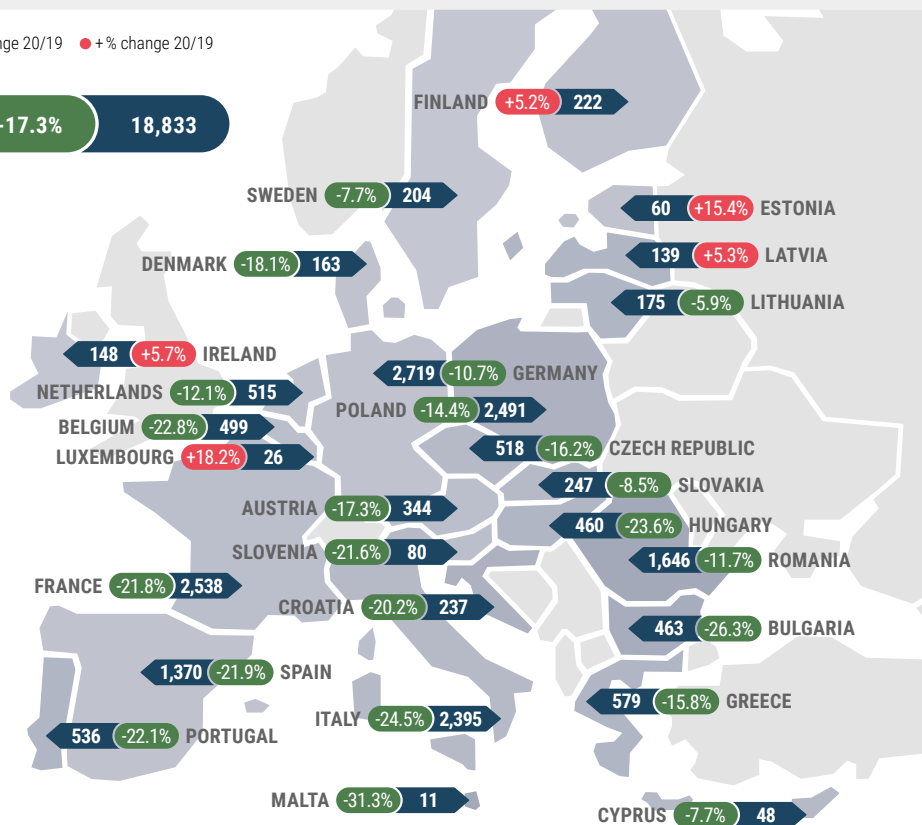 nge 20/19 + % change 20/19
-17.3% 18,833
FINLAND +5.2% 222
SWEDEN -7.7% 204
60 +15.4% ESTONIA
139 +5.3% LATVIA
DENMARK -18.1% 163
175 -5.9% LITHUANIA
148 +5.7% IRELAND
2,719 -10.7% GERMANY
NETHERLANDS -12.1% 515
POLAND -14.4% 2,491
BELGIUM -22.8% 499
518 -16.2% CZECH REPUBLIC
LUXEMBOURG +18.2% 26
247 -8.5% SLOVAKIA
AUSTRIA -17.3% 344
460 -23.6% HUNGARY
SLOVENIA -21.6% 80
1,646 -11.7% ROMANIA
FRANCE -21.8% 2,538
CROATIA -20.2% 237
463 -26.3% BULGARIA
1,370 -21.9% SPAIN
579 -15.8% GREECE
ITALY -24.5% 2,395
536 -22.1% PORTUGAL
MALTA -31.3% 11
CYPRUS -7.7% 48